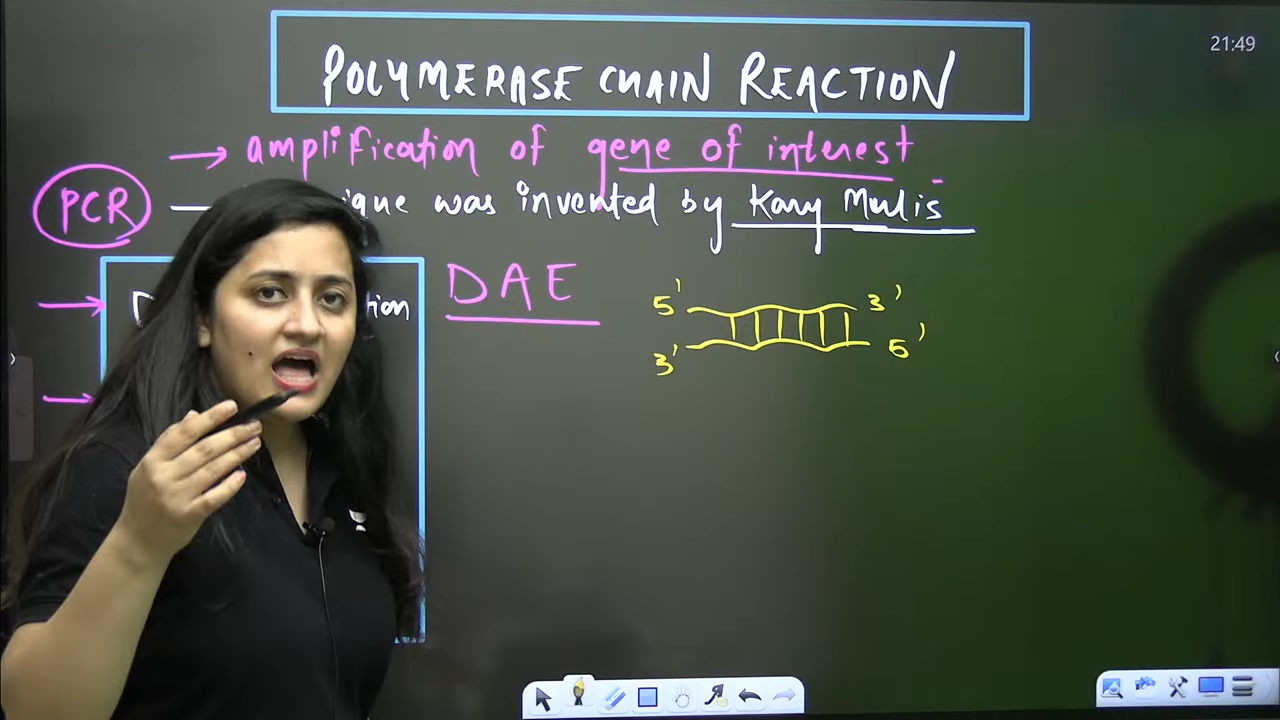 21:49
POLYMERASE CHAIN REACTION
→ amplification of gene of interest
PCR
ique was invented by Kary Mulis
D
tion
DAE
5' 3'
3' 5'